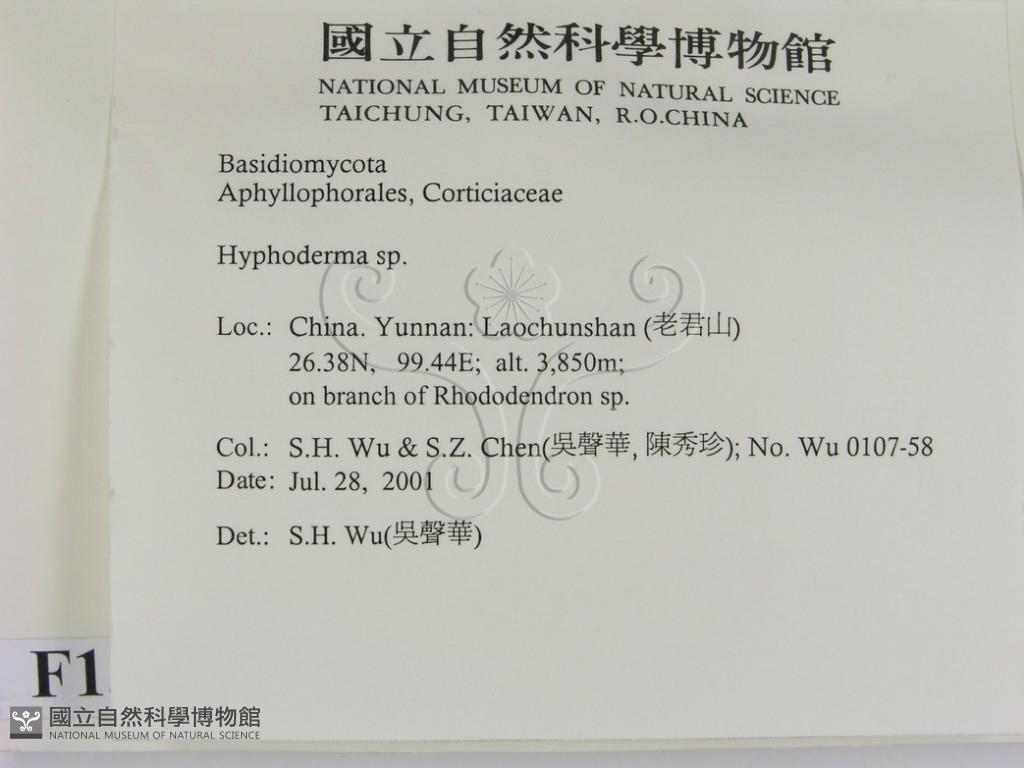 國立自然科學博物館
NATIONAL MUSEUM OF NATURAL SCIENCE
TAICHUNG, TAIWAN, R.O.CHINA
Basidiomycota
Aphyllophorales, Corticiaceae
Hyphoderma sp.
Loc.: China. Yunnan: Laochunshan (老君山)
26.38N, 99.44E; alt. 3,850m;
on branch of Rhododendron sp.
Col.: S.H. Wu & S.Z. Chen(吳聲華, 陳秀珍); No. Wu 0107-58
Date: Jul. 28, 2001
Det.: S.H. Wu(吳聲華)
F1
國立自然科學博物館
NATIONAL MUSEUM OF NATURAL SCIENCE